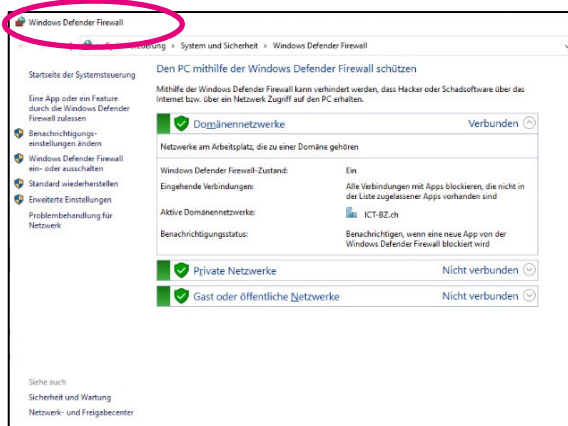 Windows Defender Firewall
System und Sicherheit > Windows Defender Firewall
Startseite der Systemsteuerung
Eine App oder ein Feature
durch die Windows Defender
Firewall zulassen
Benachrichtigungs-
einstellungen ändern
Windows Defender Firewall
ein- oder ausschalten
Standard wiederherstellen
Erweiterte Einstellungen
Problembehandlung für
Netzwerk
Den PC mithilfe der Windows Defender Firewall schützen
Mithilfe der Windows Defender Firewall kann verhindert werden, dass Hacker oder Schadsoftware über das
Internet bzw. über ein Netzwerk Zugriff auf den PC erhalten.
Domänennetzwerke Verbunden
Netzwerke am Arbeitsplatz, die zu einer Domäne gehören
Windows Defender Firewall-Zustand: Ein
Eingehende Verbindungen: Alle Verbindungen mit Apps blockieren, die nicht in
der Liste zugelassener Apps vorhanden sind
Aktive Domänennetzwerke: ICT-BZ.ch
Benachrichtigungsstatus: Benachrichtigen, wenn eine neue App von der
Windows Defender Firewall blockiert wird
Private Netzwerke Nicht verbunden
Gast oder öffentliche Netzwerke Nicht verbunden
Siehe auch
Sicherheit und Wartung
Netzwerk- und Freigabecenter